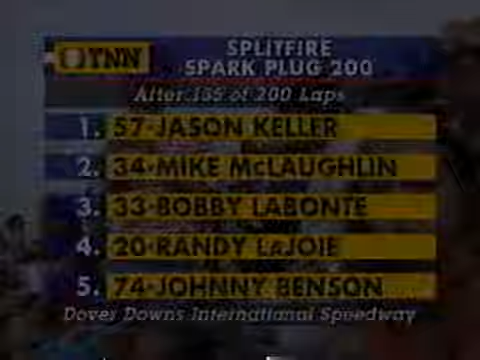 TNN
SPLITFIRE
SPARK PLUG 200
After 155 of 200 Laps
1. 57-JASON KELLER
2. 34-MIKE McLAUGHLIN
3. 33-BOBBY LABONTE
4. 20-RANDY LAJOIE
5. 74-JOHNNY BENSON
Dover Downs International Speedway